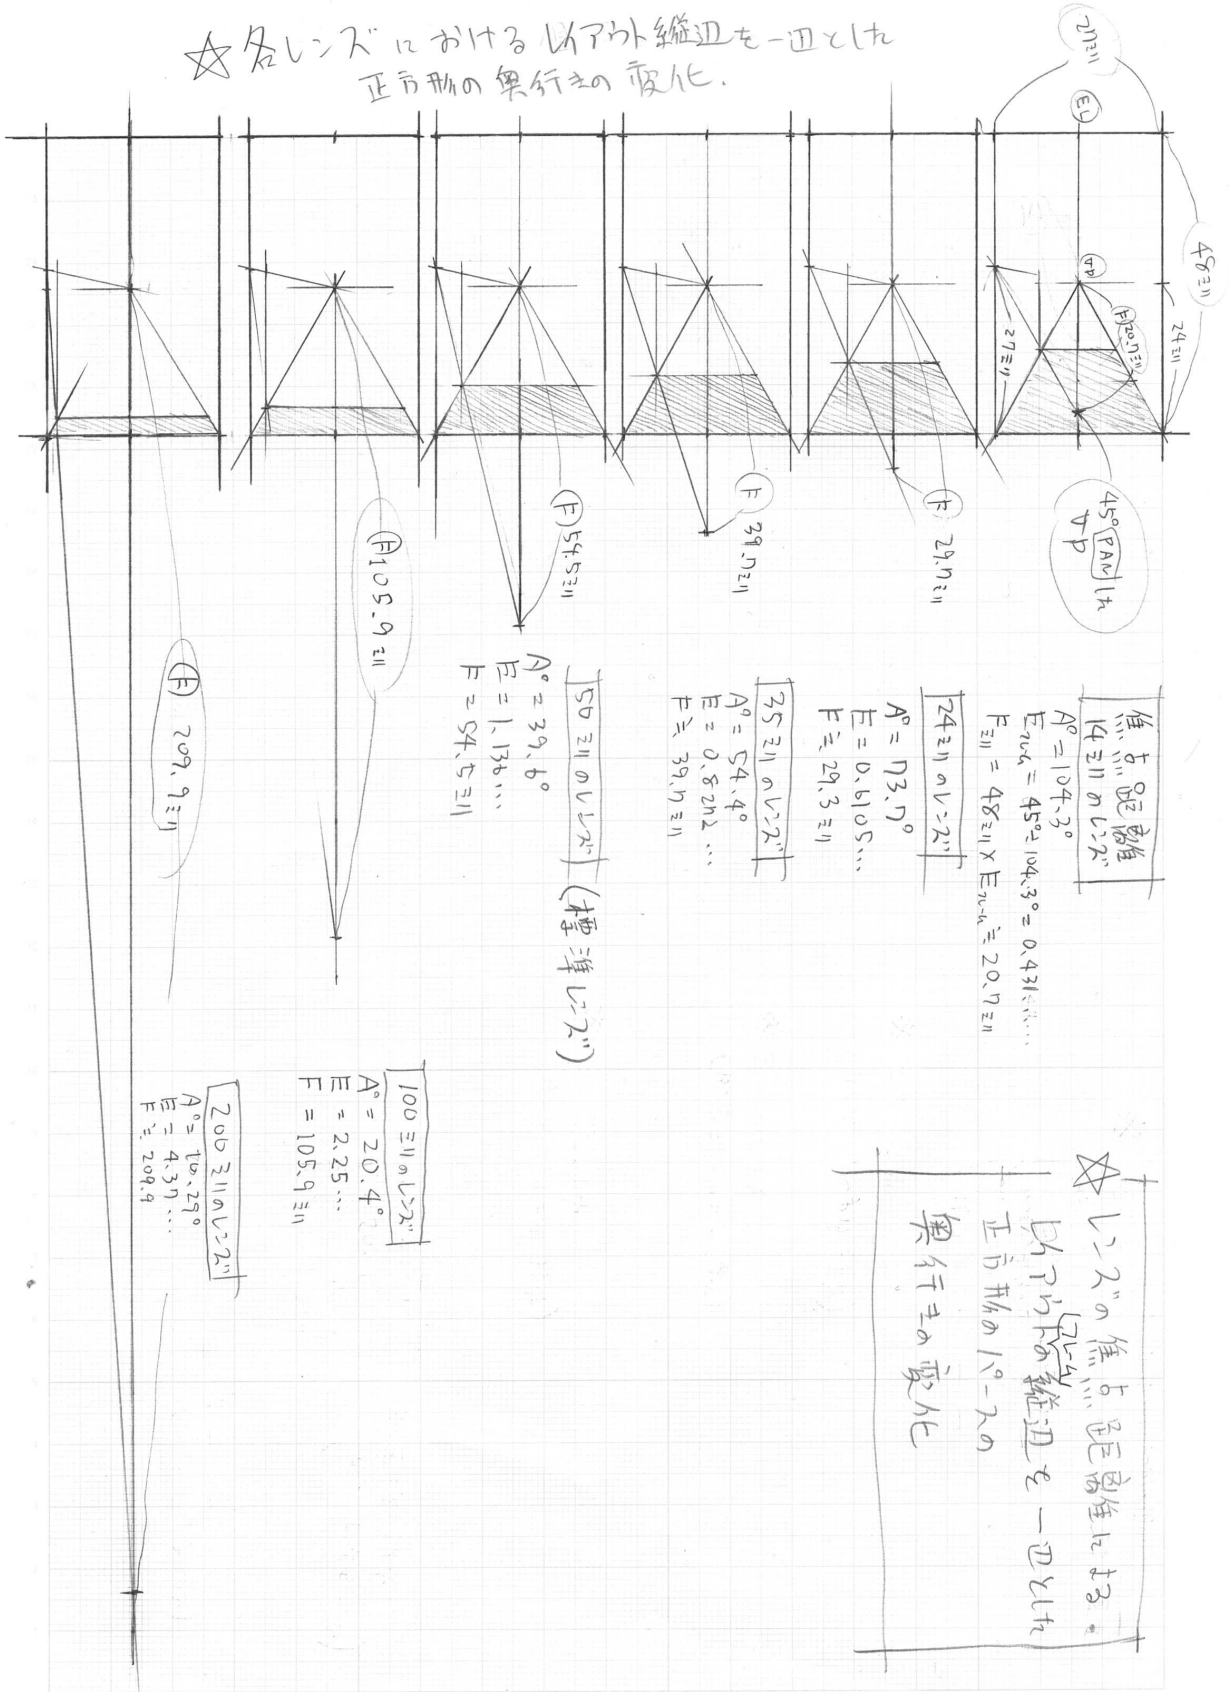 ☆ 各レンズにおけるレイアウト縦辺を一辺とした
正方形の奥行きの変化.
27ミリ
EL
48ミリ
24ミリ
VP
F 20.7ミリ
27ミリ
45° PANした
VP
F 29.7ミリ
F 39.7ミリ
F 54.5ミリ
F 105.9ミリ
F 209.9ミリ
焦点距離
14ミリのレンズ
A°=104.3°
=45°÷104.3°=0.431……
Fミリ=48ミリ×
≒20.7ミリ
24ミリのレンズ
A°=73.7°
E=0.6105…
F≒29.3ミリ
35ミリのレンズ
A°=54.4°
E=0.8272…
F≒39.7ミリ
50ミリのレンズ (標準レンズ)
A°=39.6°
E=1.136…
F=54.5ミリ
100ミリのレンズ
A°=20.4°
E=2.25…
F=105.9ミリ
200ミリのレンズ
A°=10.29°
E=4.37…
F≒209.9
☆ レンズの焦点距離による・
レイアウトフレームの縦辺を一辺とした
正方形のパースの
奥行きの変化